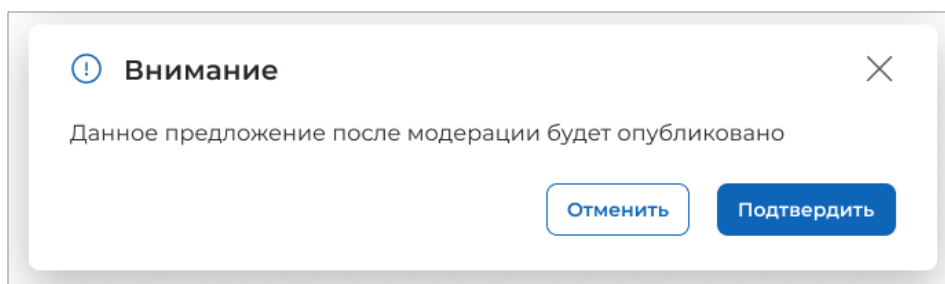 Внимание
Данное предложение после модерации будет опубликовано
Отменить Подтвердить